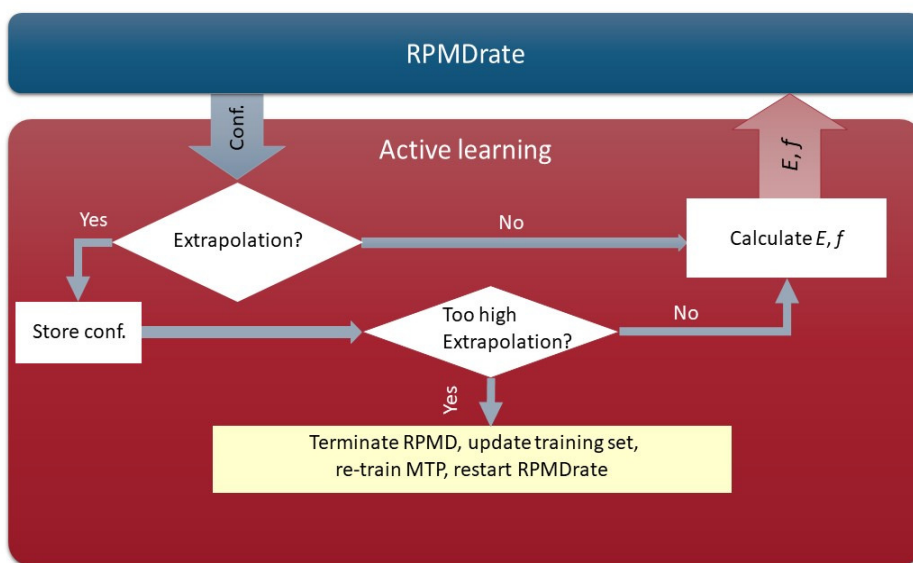 RPMDrate
Conf.
Active learning
E, f
Yes
Extrapolation?
No
Calculate E, f
Store conf.
Too high
Extrapolation?
No
Yes
Terminate RPMD, update training set,
re-train MTP, restart RPMDrate